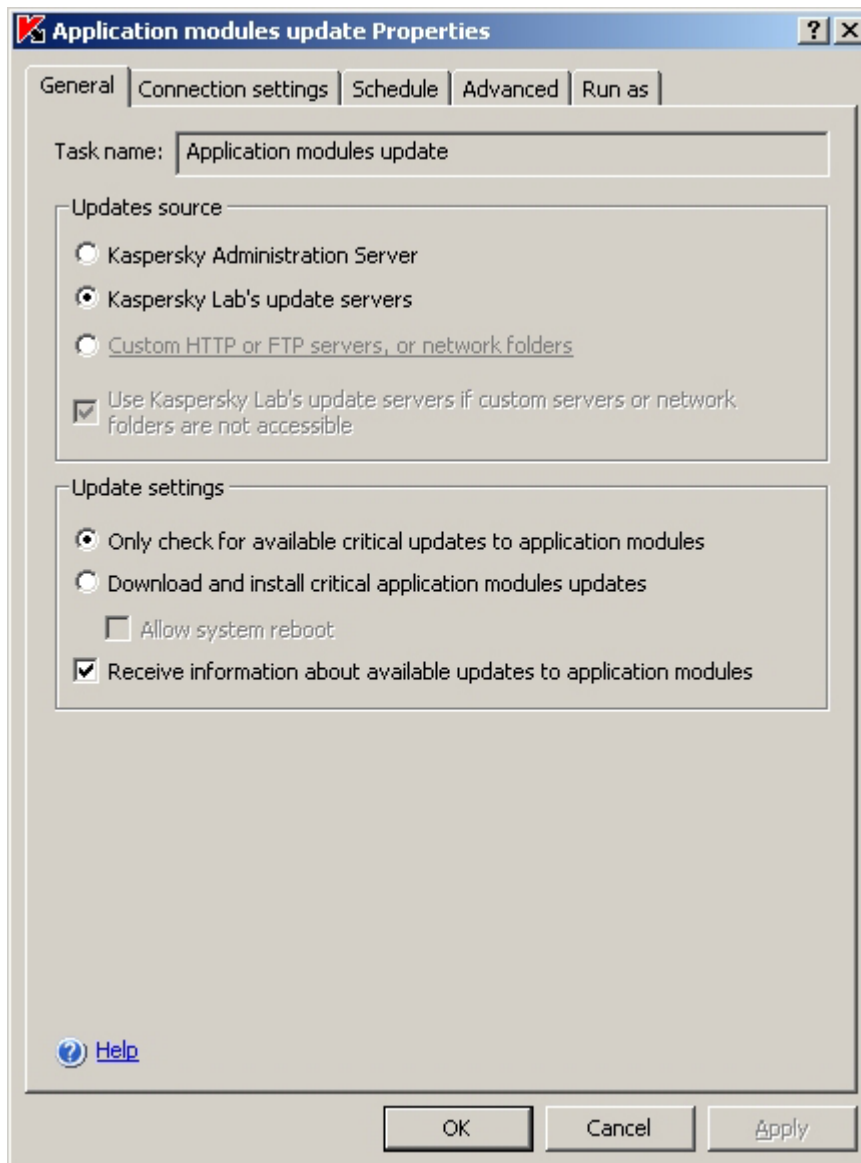 Application modules update Properties
General Connection settings Schedule Advanced Run as
Task name: Application modules update
Updates source
Kaspersky Administration Server
Kaspersky Lab's update servers
Custom HTTP or FTP servers, or network folders
Use Kaspersky Lab's update servers if custom servers or network
folders are not accessible
Update settings
Only check for available critical updates to application modules
Download and install critical application modules updates
Allow system reboot
Receive information about available updates to application modules
Help
OK Cancel Apply